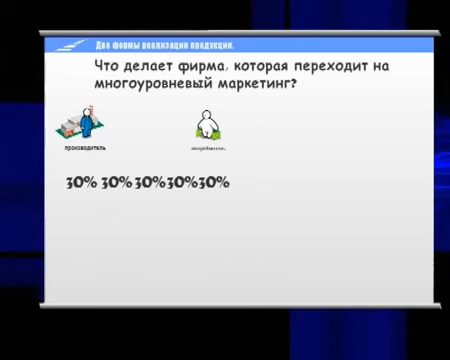 Две формы реализации продукции.
Что делает фирма, которая переходит на
многоуровневый маркетинг?
производитель
потребитель.
30% 30% 30% 30% 30%